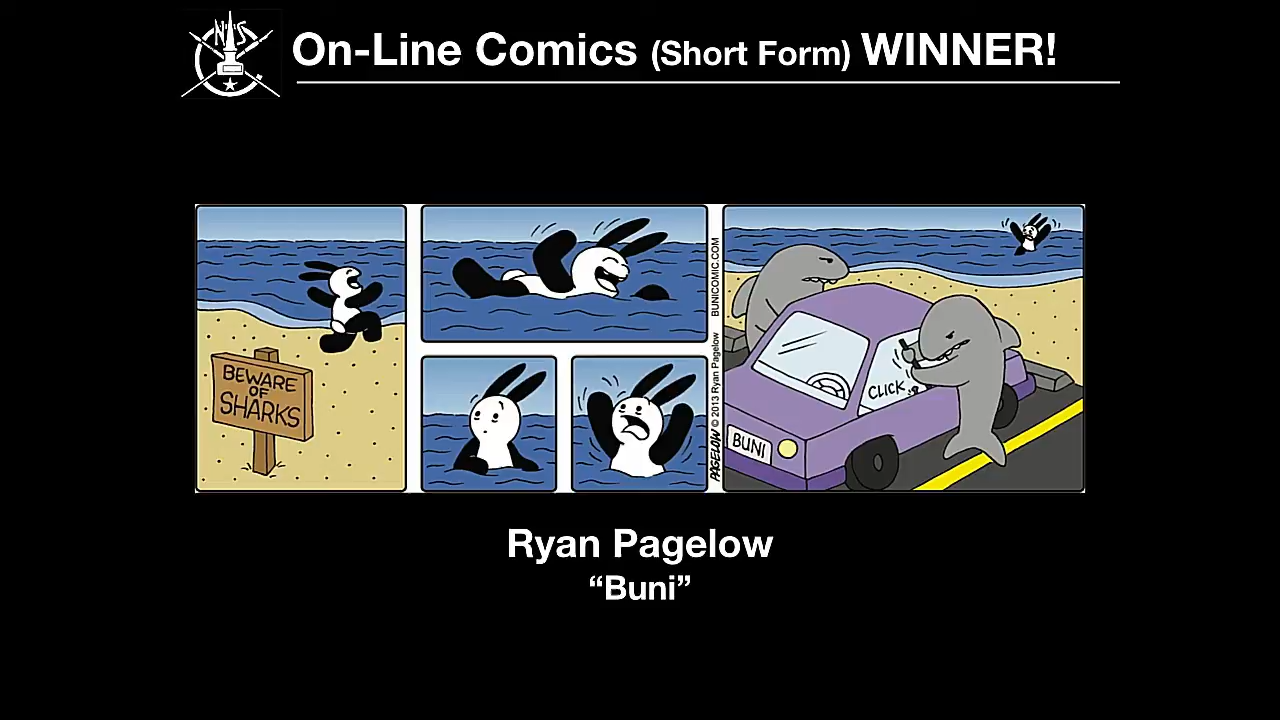 NCS
On-Line Comics (Short Form) WINNER!
BEWARE
OF
SHARKS
PAGELOW © 2013 Ryan Pagelow BUNICOMIC.COM
CLICK
BUNI
Ryan Pagelow
“Buni”